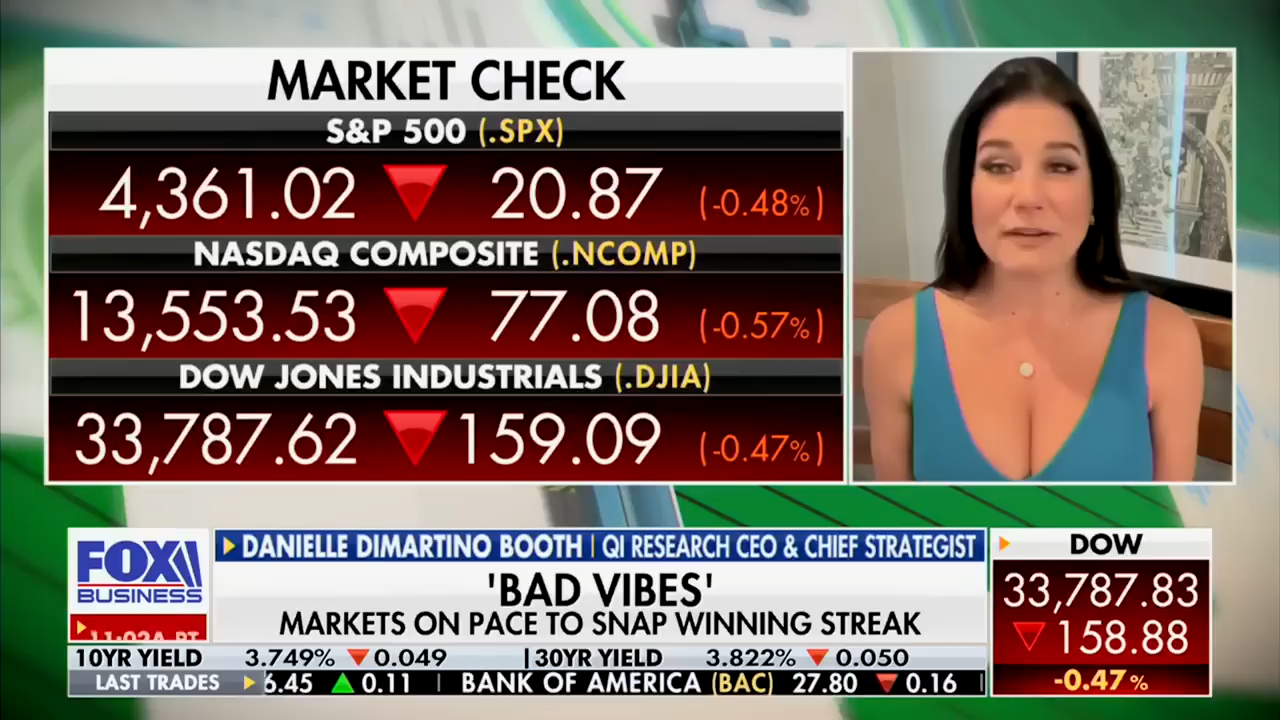 MARKET CHECK
S&P 500 (.SPX)
4,361.02 ▼ 20.87 (-0.48%)
NASDAQ COMPOSITE (.NCOMP)
13,553.53 ▼ 77.08 (-0.57%)
DOW JONES INDUSTRIALS (.DJIA)
33,787.62 ▼ 159.09 (-0.47%)
FOX
BUSINESS
DANIELLE DIMARTINO BOOTH | QI RESEARCH CEO & CHIEF STRATEGIST
'BAD VIBES'
MARKETS ON PACE TO SNAP WINNING STREAK
DOW
33,787.83
▼ 158.88
-0.47%
10YR YIELD 3.749% ▼ 0.049 | 30YR YIELD 3.822% ▼ 0.050
LAST TRADES 6.45 ▲ 0.11 | BANK OF AMERICA (BAC) 27.80 ▼ 0.16